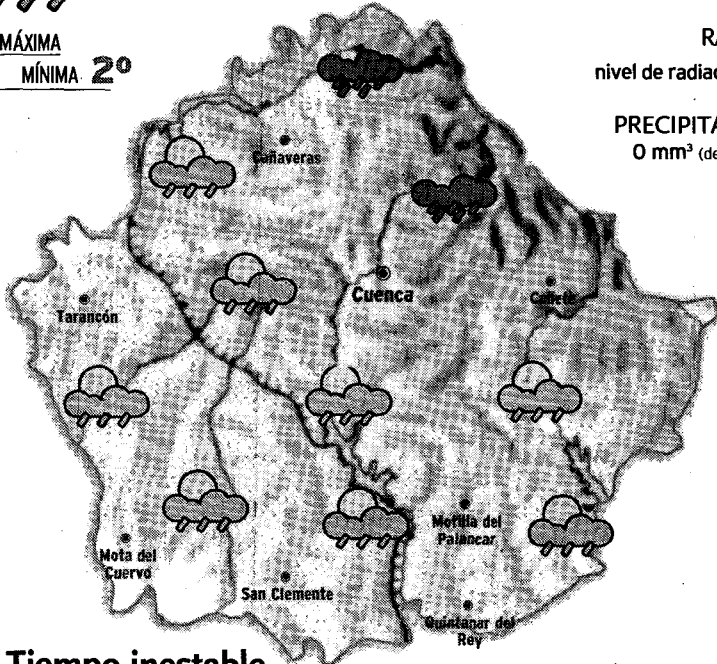 MÁXIMA
MÍNIMA 2º
RA
nivel de radiac
PRECIPITA
0 mm³ (de
Cañaveras
Cuenca
Cañete
Tarancón
Motilla del
Palancar
Mota del
Cuervo
San Clemente
Quintanar del
Rey
Tiempo inestable